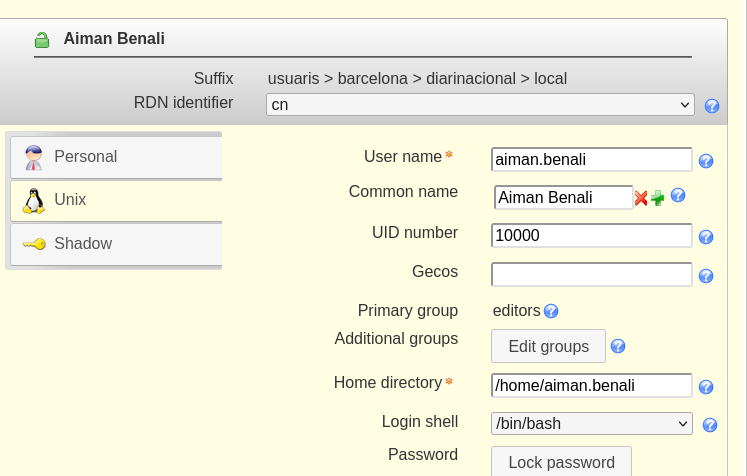 Aiman Benali
Suffix usuaris > barcelona > diarinacional > local
RDN identifier cn
Personal
Unix
Shadow
User name* aiman.benali
Common name Aiman Benali
UID number 10000
Gecos
Primary group editors
Additional groups Edit groups
Home directory* /home/aiman.benali
Login shell /bin/bash
Password Lock password